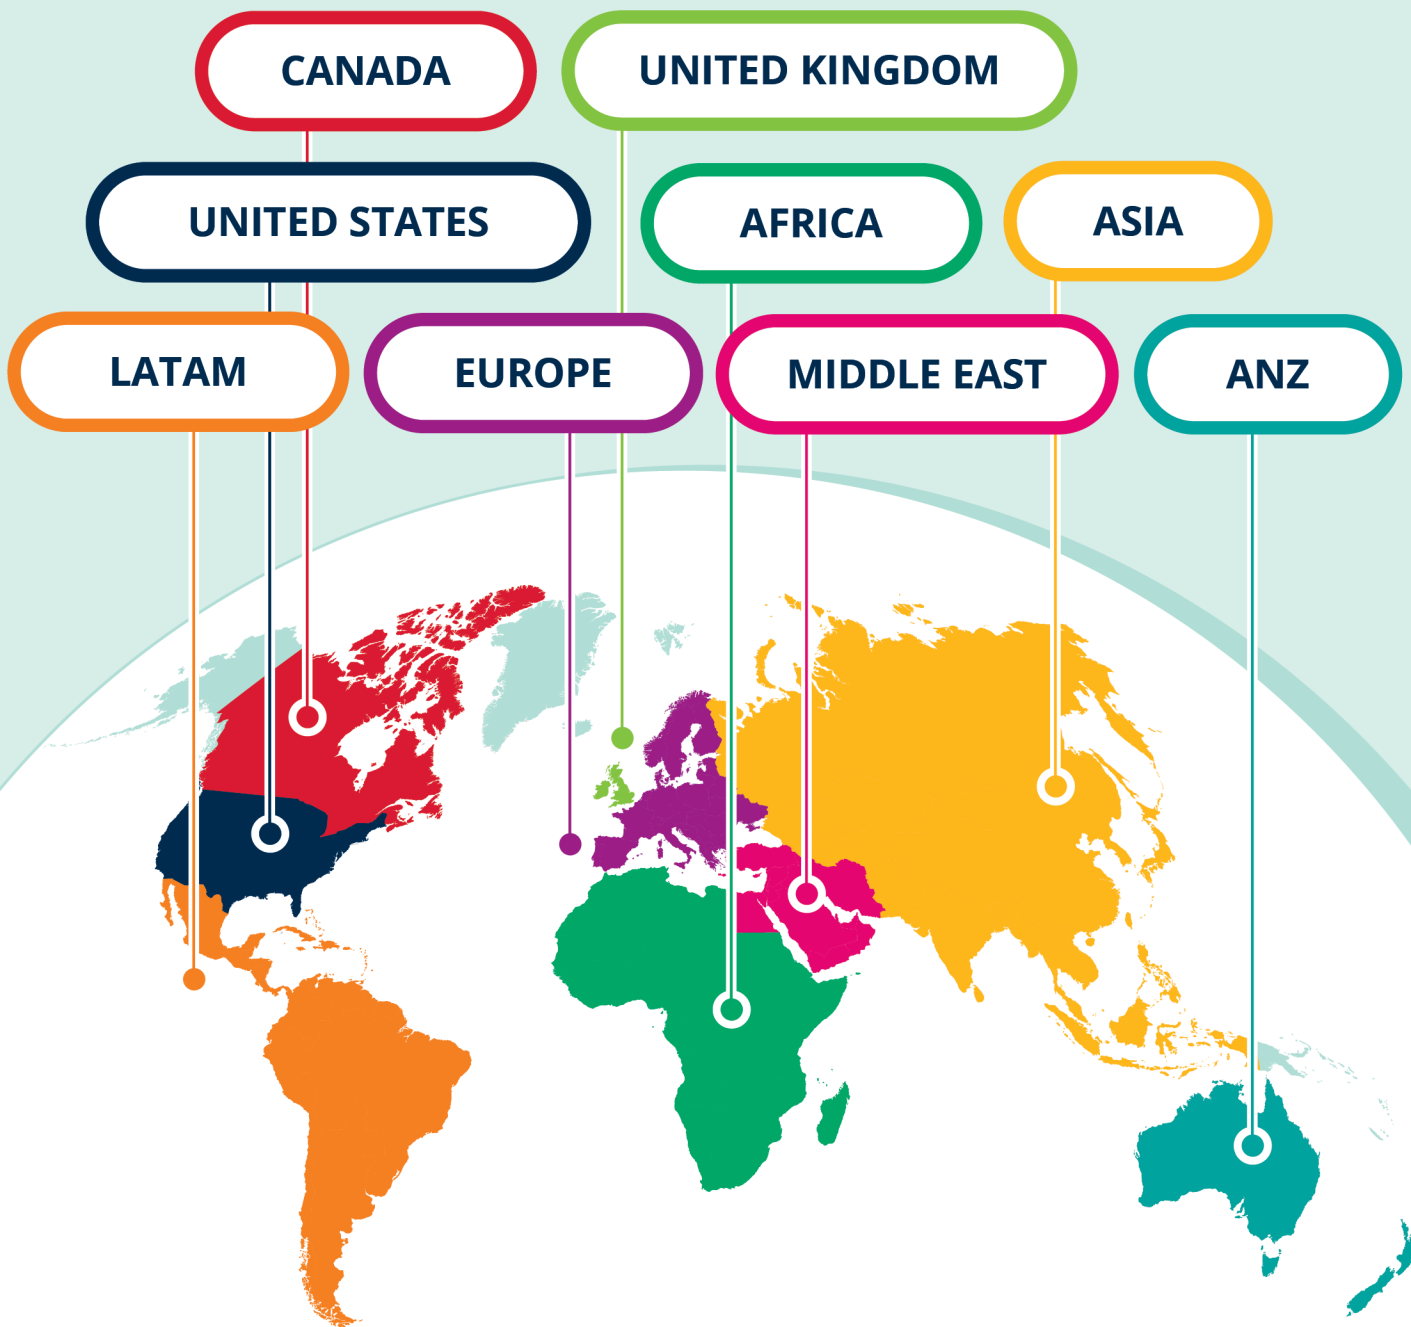 CANADA
UNITED KINGDOM
UNITED STATES
AFRICA
ASIA
LATAM
EUROPE
MIDDLE EAST
ANZ